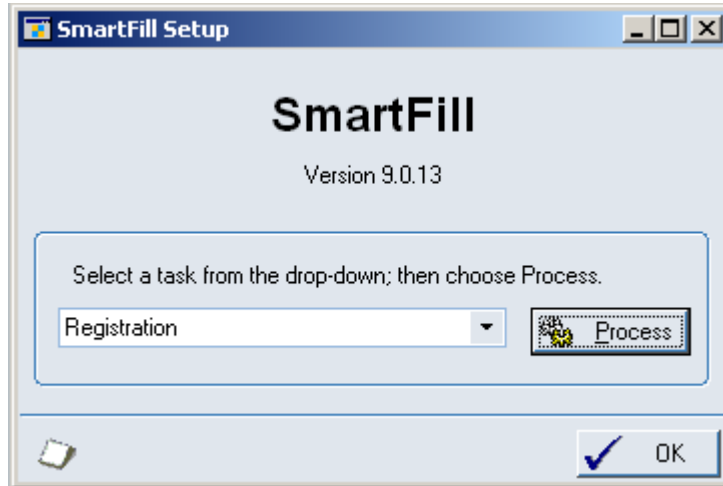 SmartFill Setup
SmartFill
Version 9.0.13
Select a task from the drop-down; then choose Process.
Registration
Process
OK